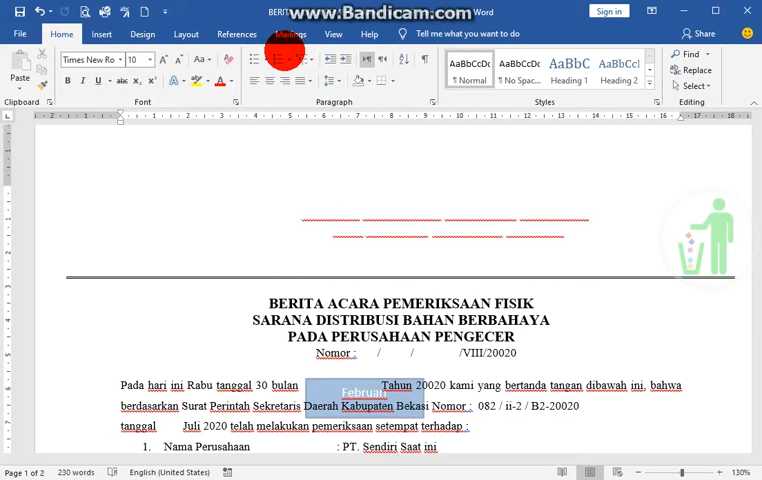 www.Bandicam.com
BERITA
Word
Sign in
File
Home
Insert
Design
Layout
References
Mailings
View
Help
Tell me what you want to do
Share
Paste
Times New Ro
10
Clipboard
Font
Paragraph
Styles
Editing
AaBbCcDc
¶ Normal
AaBbCcDc
¶ No Spac...
AaBbC
Heading 1
AaBbCcl
Heading 2
Find
Replace
Select
BERITA ACARA PEMERIKSAAN FISIK
SARANA DISTRIBUSI BAHAN BERBAHAYA
PADA PERUSAHAAN PENGECER
Nomor : / / /VIII/20020
Pada hari ini Rabu tanggal 30 bulan Februari Tahun 20020 kami yang bertanda tangan dibawah ini, bahwa
berdasarkan Surat Perintah Sekretaris Daerah Kabupaten Bekasi Nomor : 082 / ii-2 / B2-20020
tanggal Juli 2020 telah melakukan pemeriksaan setempat terhadap :
1. Nama Perusahaan : PT. Sendiri Saat ini
Page 1 of 2
230 words
English (United States)
130%